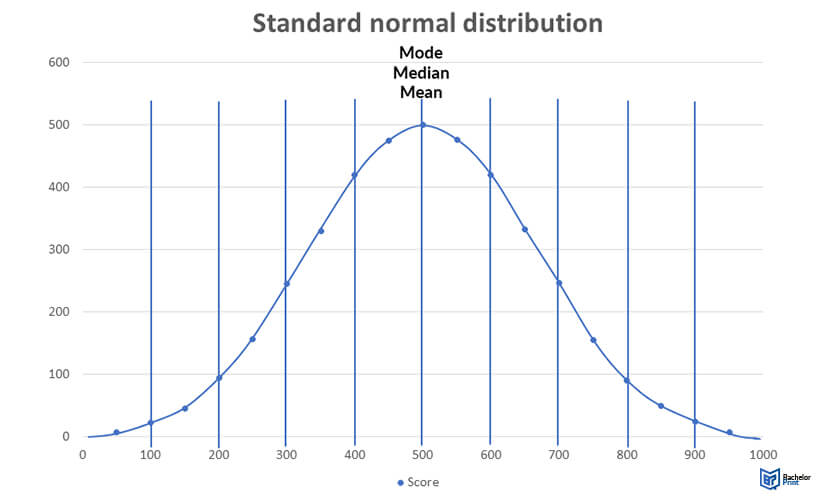 Standard normal distribution
Mode
Median
Mean
600
500
400
300
200
100
0
0 100 200 300 400 500 600 700 800 900 1000
Score
BP Bachelor
Print